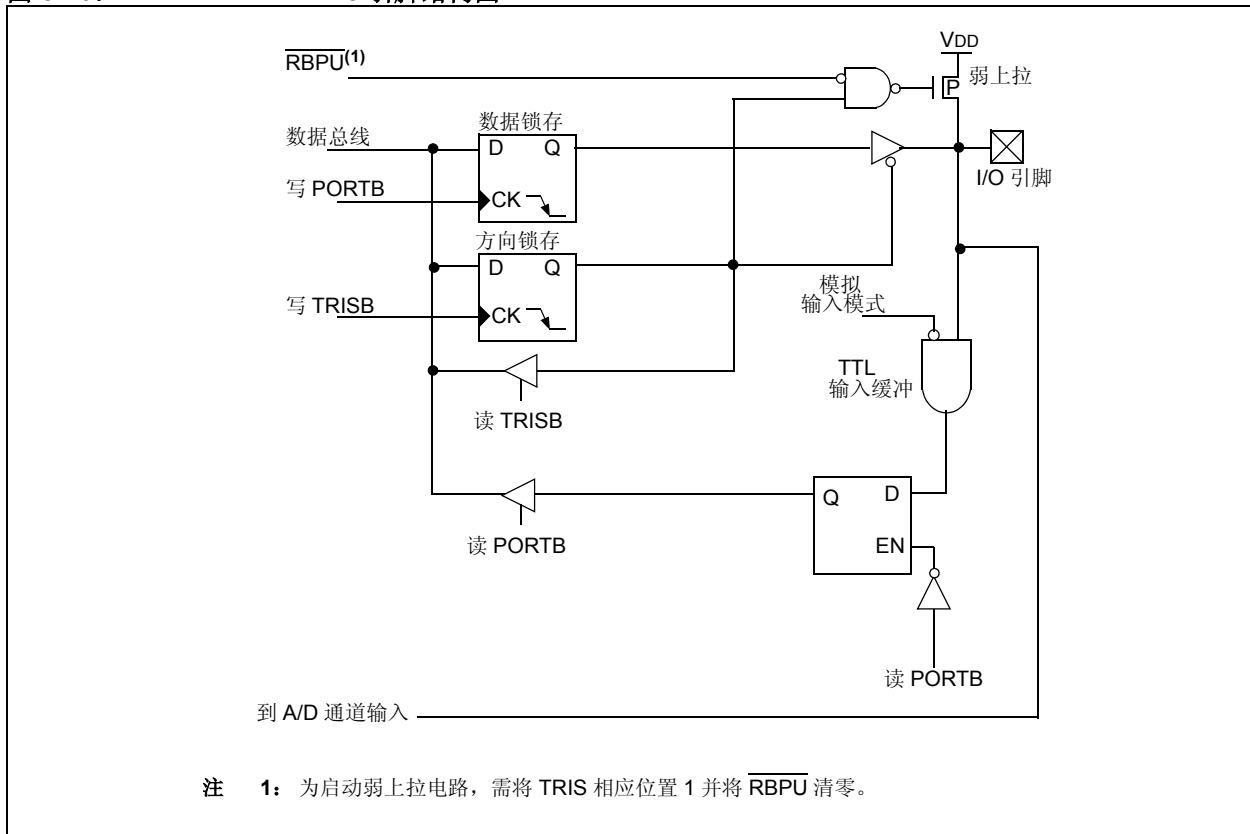 RBPU(1)
VDD
弱上拉
P
数据总线
数据锁存
D Q
写 PORTB
CK
I/O 引脚
方向锁存
D Q
写 TRISB
CK
模拟
输入模式
TTL
输入缓冲
读 TRISB
Q D
EN
读 PORTB
读 PORTB
到 A/D 通道输入
注 1: 为启动弱上拉电路，需将 TRIS 相应位置 1 并将 RBPU 清零。